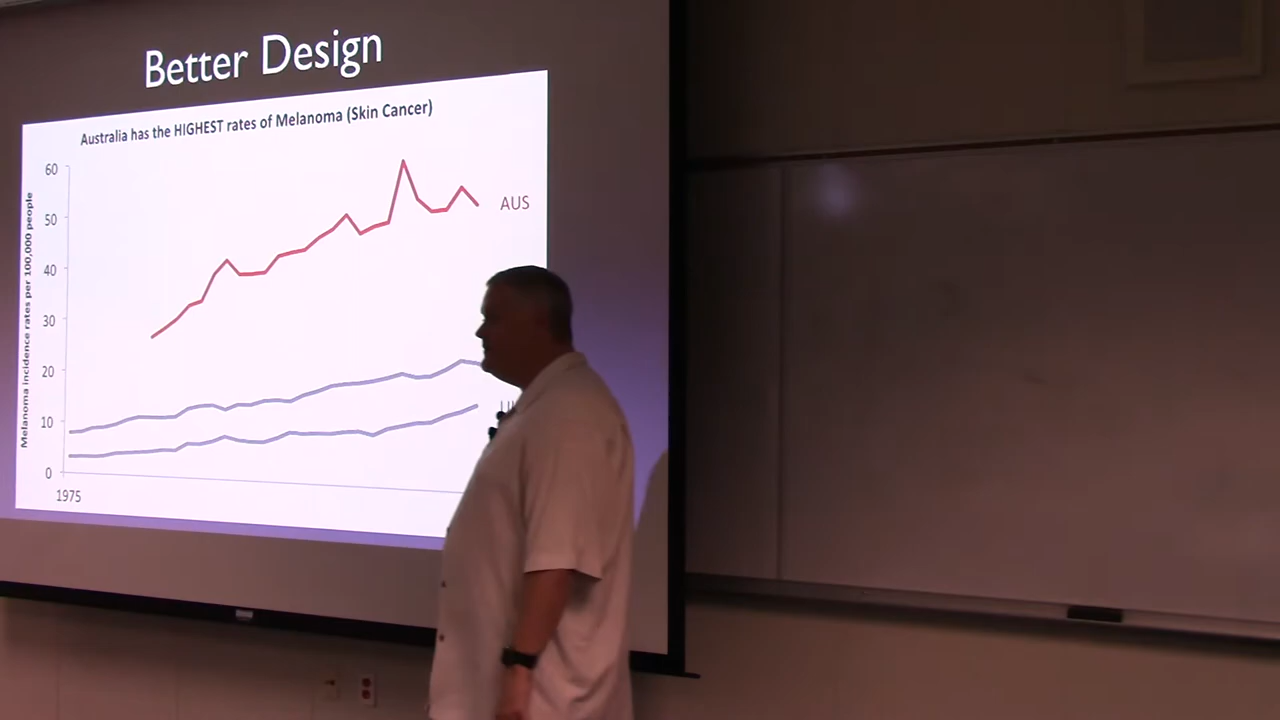 Better Design
Australia has the HIGHEST rates of Melanoma (Skin Cancer)
Melanoma incidence rates per 100,000 people
60
50
40
30
20
10
0
1975
AUS